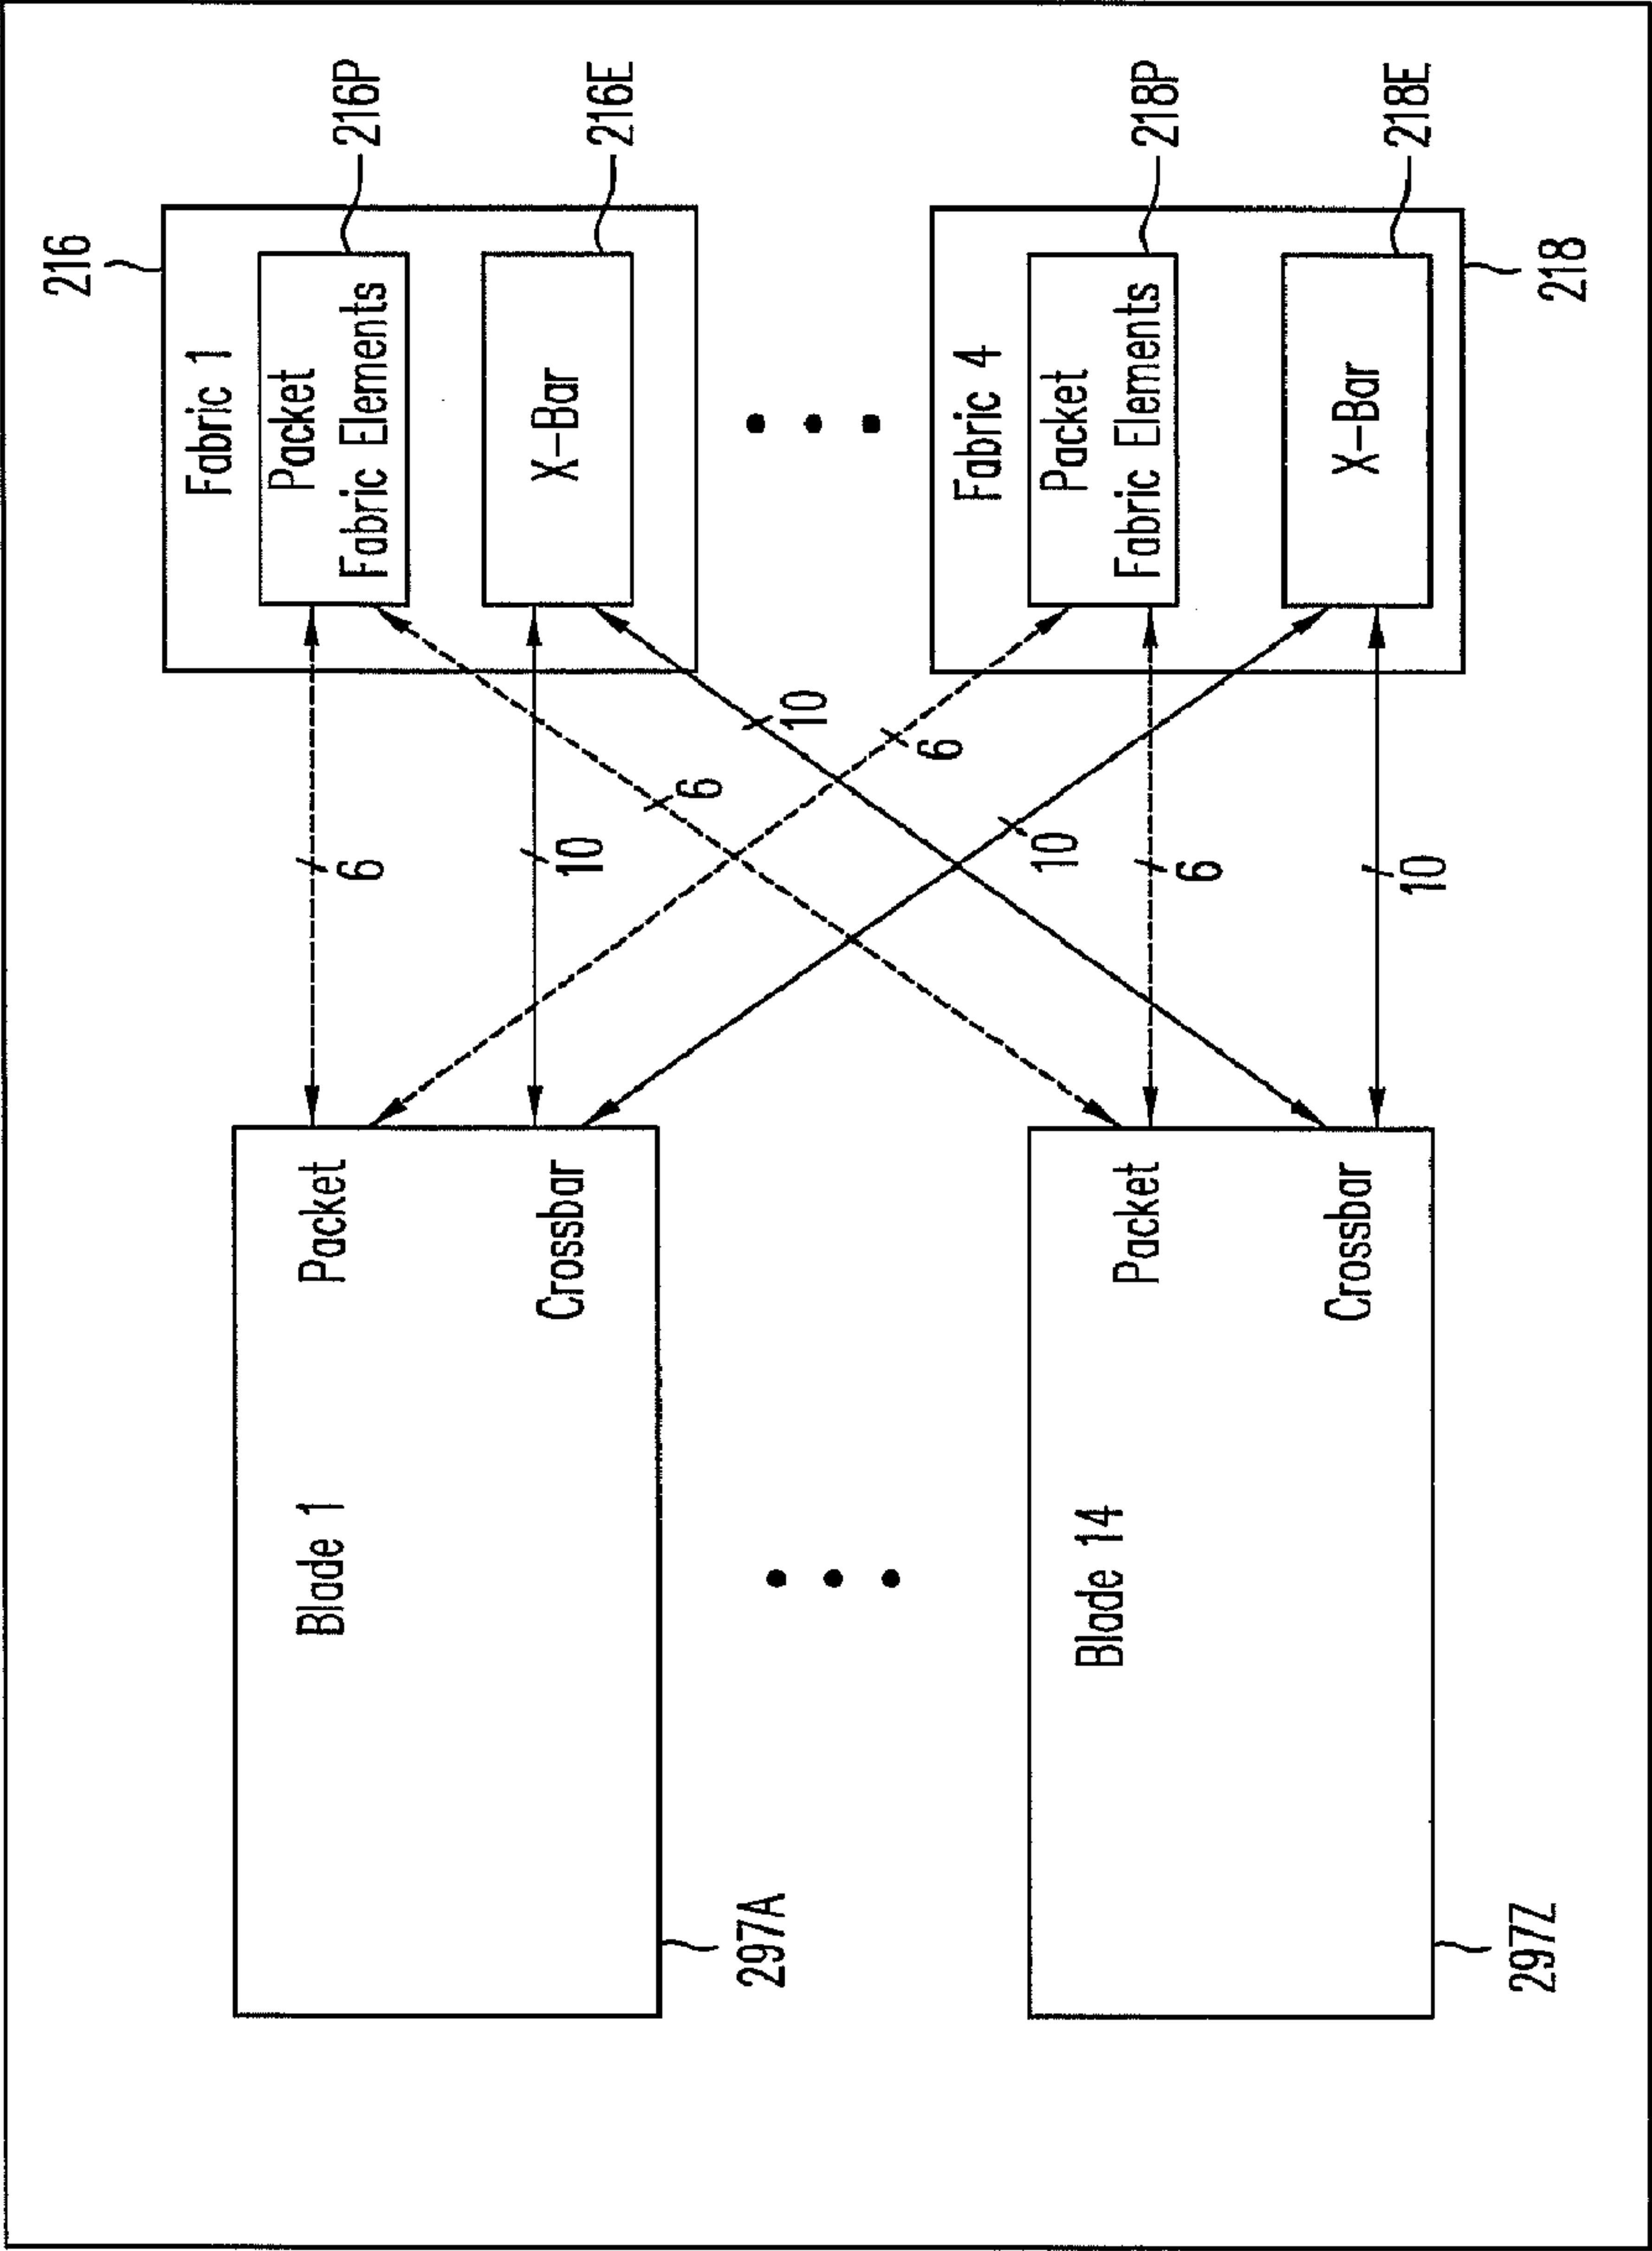 216
Fabric 1
Packet
Fabric Elements
216P
X-Bar
216E
Fabric 4
Packet
Fabric Elements
218P
X-Bar
218E
218
6
10
6
10
6
10
6
10
Blade 1
Packet
Crossbar
297A
Blade 14
Packet
Crossbar
297Z